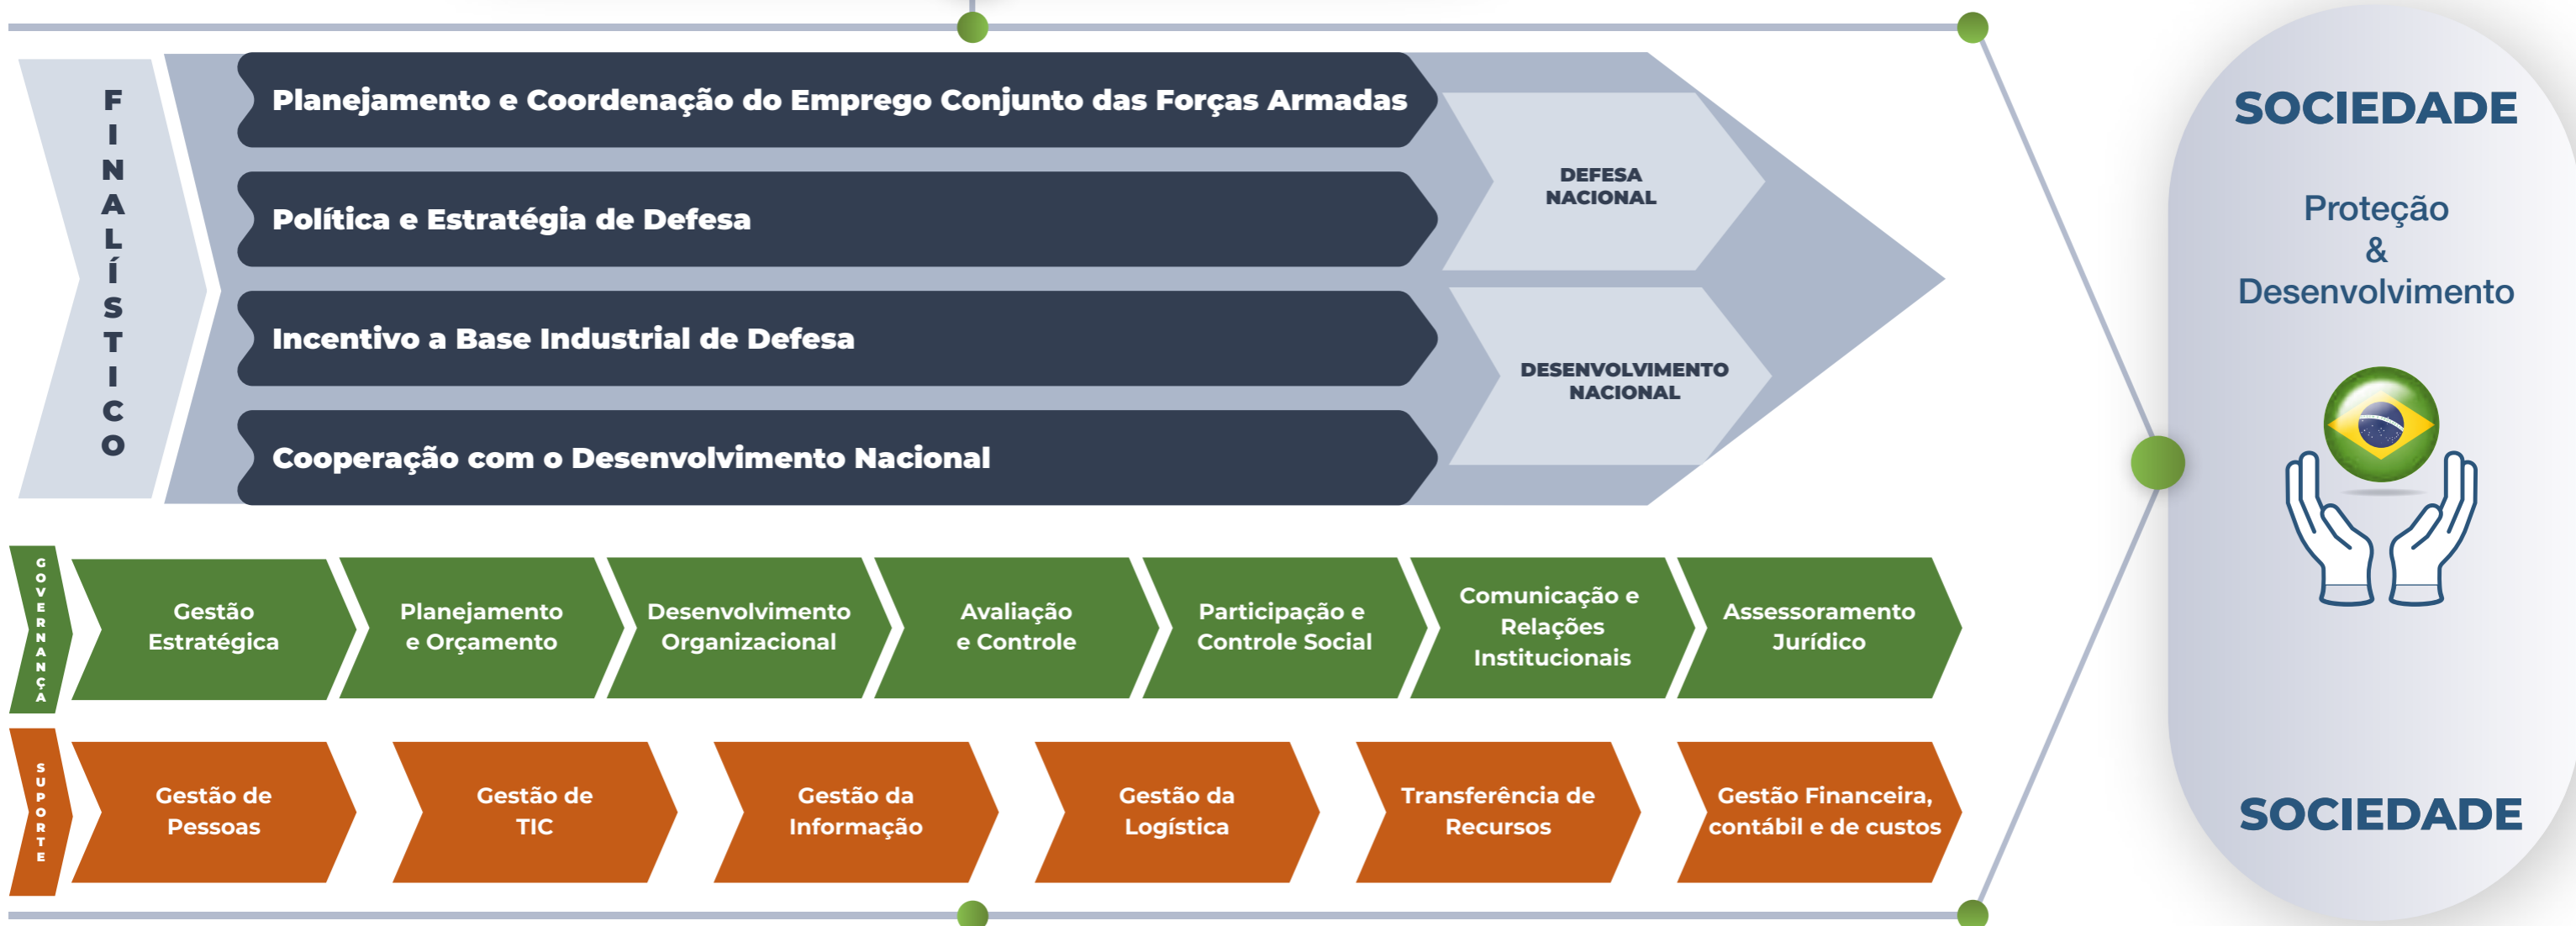 FINALÍSTICO
Planejamento e Coordenação do Emprego Conjunto das Forças Armadas
Política e Estratégia de Defesa
Incentivo a Base Industrial de Defesa
Cooperação com o Desenvolvimento Nacional
DEFESA
NACIONAL
DESENVOLVIMENTO
NACIONAL
GOVERNANÇA
Gestão
Estratégica
Planejamento
e Orçamento
Desenvolvimento
Organizacional
Avaliação
e Controle
Participação e
Controle Social
Comunicação e
Relações
Institucionais
Assessoramento
Jurídico
SUPORTE
Gestão de
Pessoas
Gestão de
TIC
Gestão da
Informação
Gestão da
Logística
Transferência de
Recursos
Gestão Financeira,
contábil e de custos
SOCIEDADE
Proteção
&
Desenvolvimento
SOCIEDADE